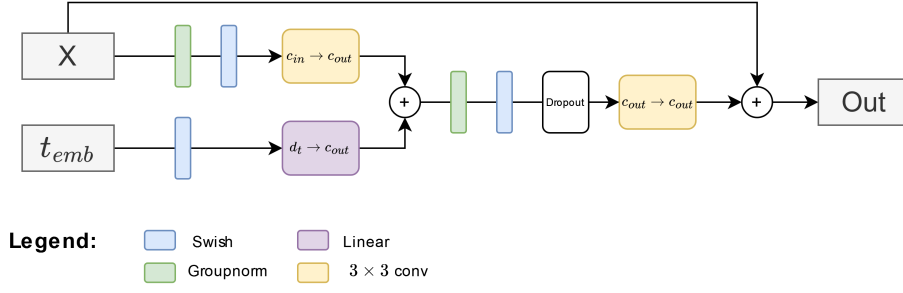 X
c_in → c_out
t_emb
d_t → c_out
+
Dropout
c_out → c_out
+
Out
Legend:
Swish
Linear
Groupnorm
3 × 3 conv